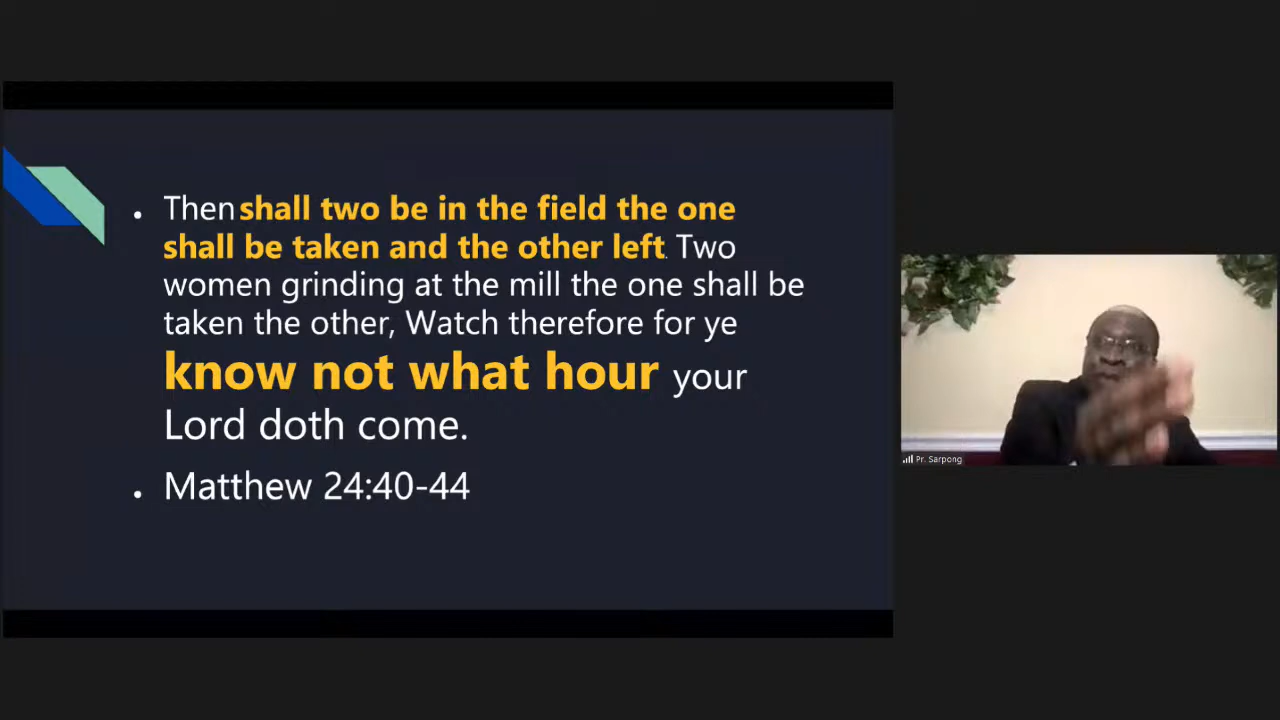 Then shall two be in the field the one
shall be taken and the other left. Two
women grinding at the mill the one shall be
taken the other, Watch therefore for ye
know not what hour your
Lord doth come.
Matthew 24:40-44
Pr. Sarpong